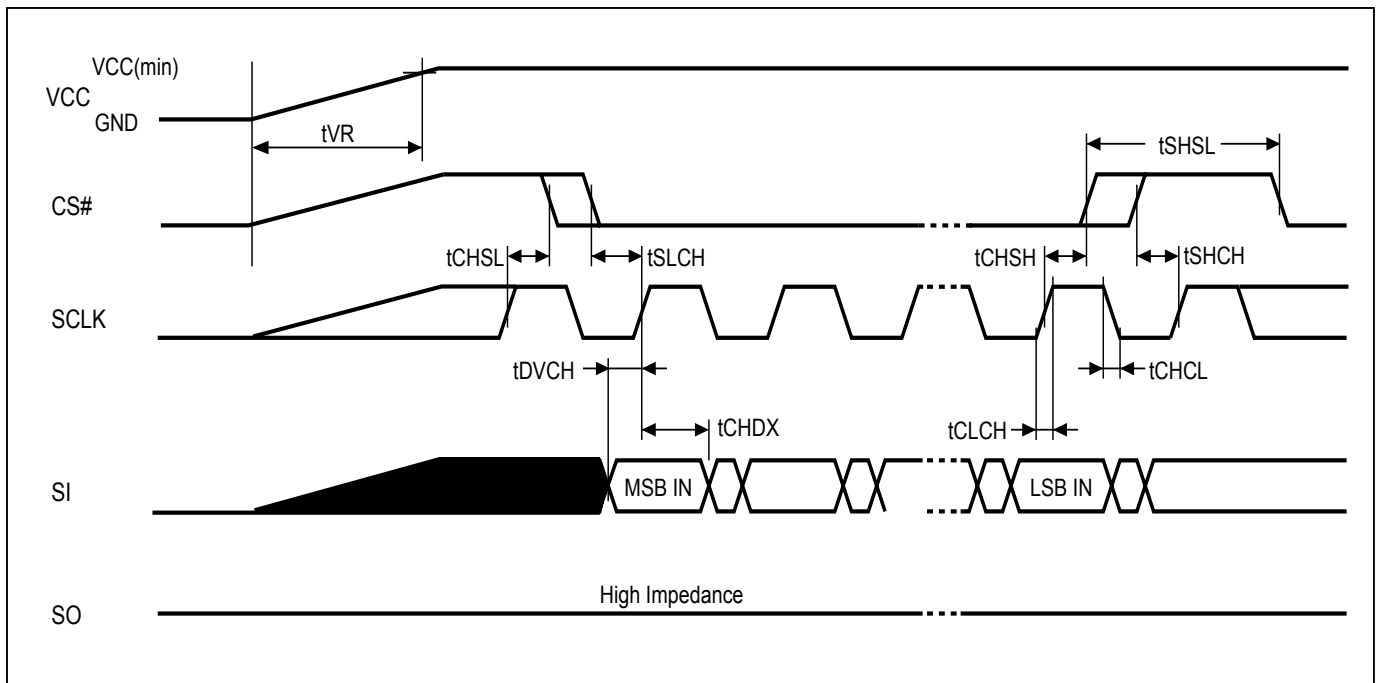 VCC(min)
VCC
GND
tVR
tSHSL
CS#
tCHSL
tSLCH
tCHSH
tSHCH
SCLK
tDVCH
tCHCL
tCHDX
tCLCH
SI
MSB IN
LSB IN
High Impedance
SO